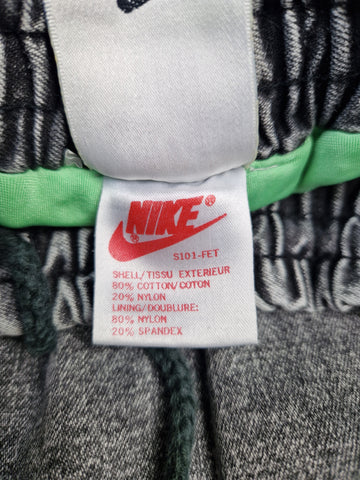 NIKE ®
®
S101-FET
SHELL/TISSU EXTERIEUR
80% COTTON/COTON
20% NYLON
LINING/DOUBLURE:
80% NYLON
20% SPANDEX